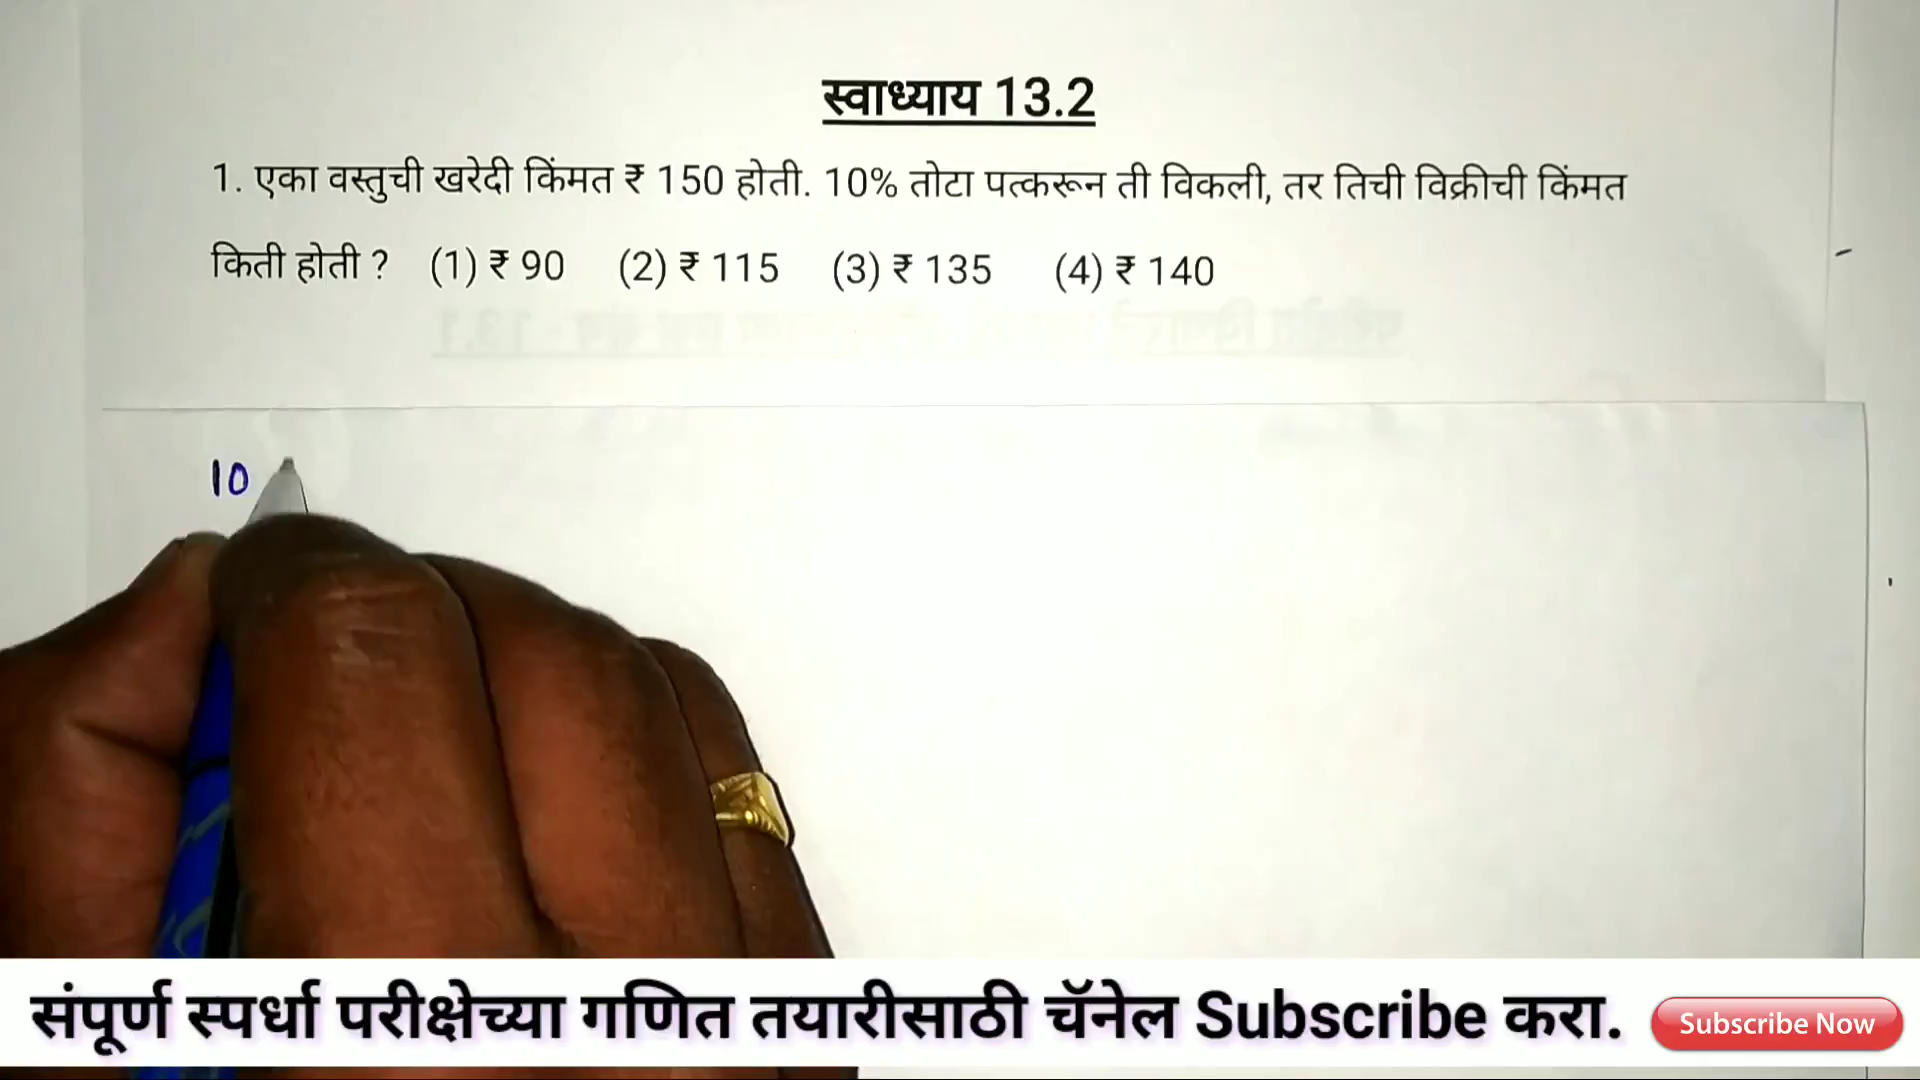 स्वाध्याय 13.2
1. एका वस्तुची खरेदी किंमत ₹ 150 होती. 10% तोटा पत्करून ती विकली, तर तिची विक्रीची किंमत
किती होती ? (1) ₹ 90 (2) ₹ 115 (3) ₹ 135 (4) ₹ 140
10
संपूर्ण स्पर्धा परीक्षेच्या गणित तयारीसाठी चॅनेल Subscribe करा.
Subscribe Now